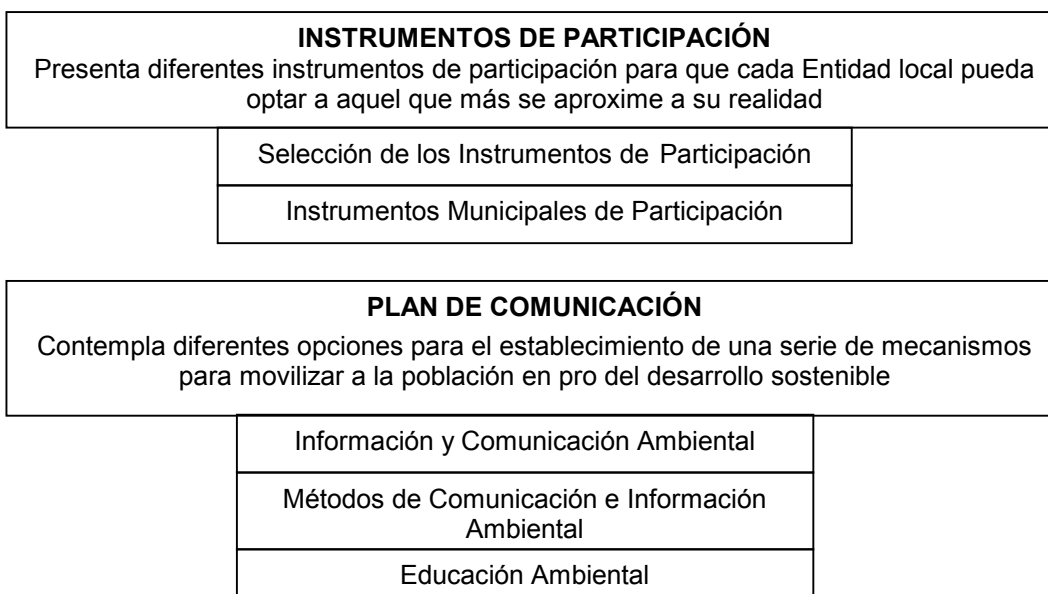 INSTRUMENTOS DE PARTICIPACIÓN
Presenta diferentes instrumentos de participación para que cada Entidad local pueda
optar a aquel que más se aproxime a su realidad
Selección de los Instrumentos de Participación
Instrumentos Municipales de Participación
PLAN DE COMUNICACIÓN
Contempla diferentes opciones para el establecimiento de una serie de mecanismos
para movilizar a la población en pro del desarrollo sostenible
Información y Comunicación Ambiental
Métodos de Comunicación e Información
Ambiental
Educación Ambiental